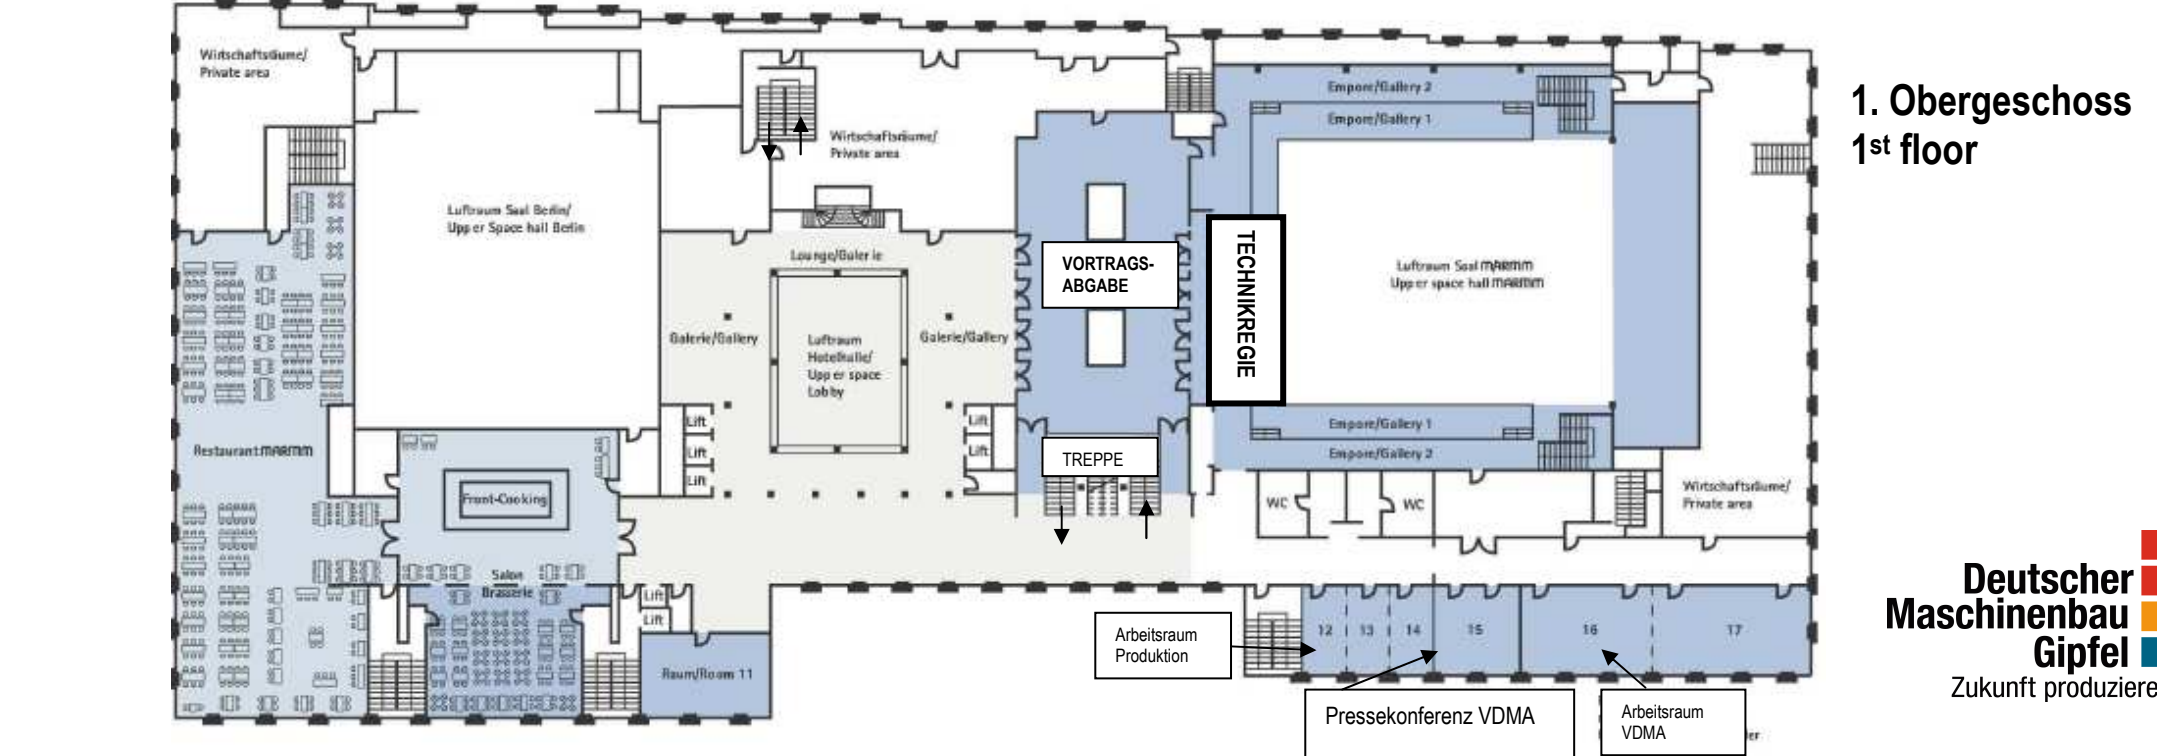 Wirtschaftsräume/
Private area
Luftraum Saal Berlin/
Upper Space hall Berlin
Wirtschaftsräume/
Private area
Lounge/Galerie
Galerie/Gallery
Luftraum
Hotelhalle/
Upper space
Lobby
Galerie/Gallery
Lift
Lift
Lift
Lift
Lift
VORTRAGS-
ABGABE
TREPPE
TECHNIKREGIE
Empore/Gallery 2
Empore/Gallery 1
Luftraum Saal MARITIM
Upper space hall MARITIM
Empore/Gallery 1
Empore/Gallery 2
WC
WC
Wirtschaftsräume/
Private area
Restaurant MARITIM
Front-Cooking
Salon
Brasserie
Lift
Lift
Raum/Room 11
12
13
14
15
16
17
Arbeitsraum
Produktion
Pressekonferenz VDMA
Arbeitsraum
VDMA
er
1. Obergeschoss
1st floor
Deutscher
Maschinenbau
Gipfel
Zukunft produziere